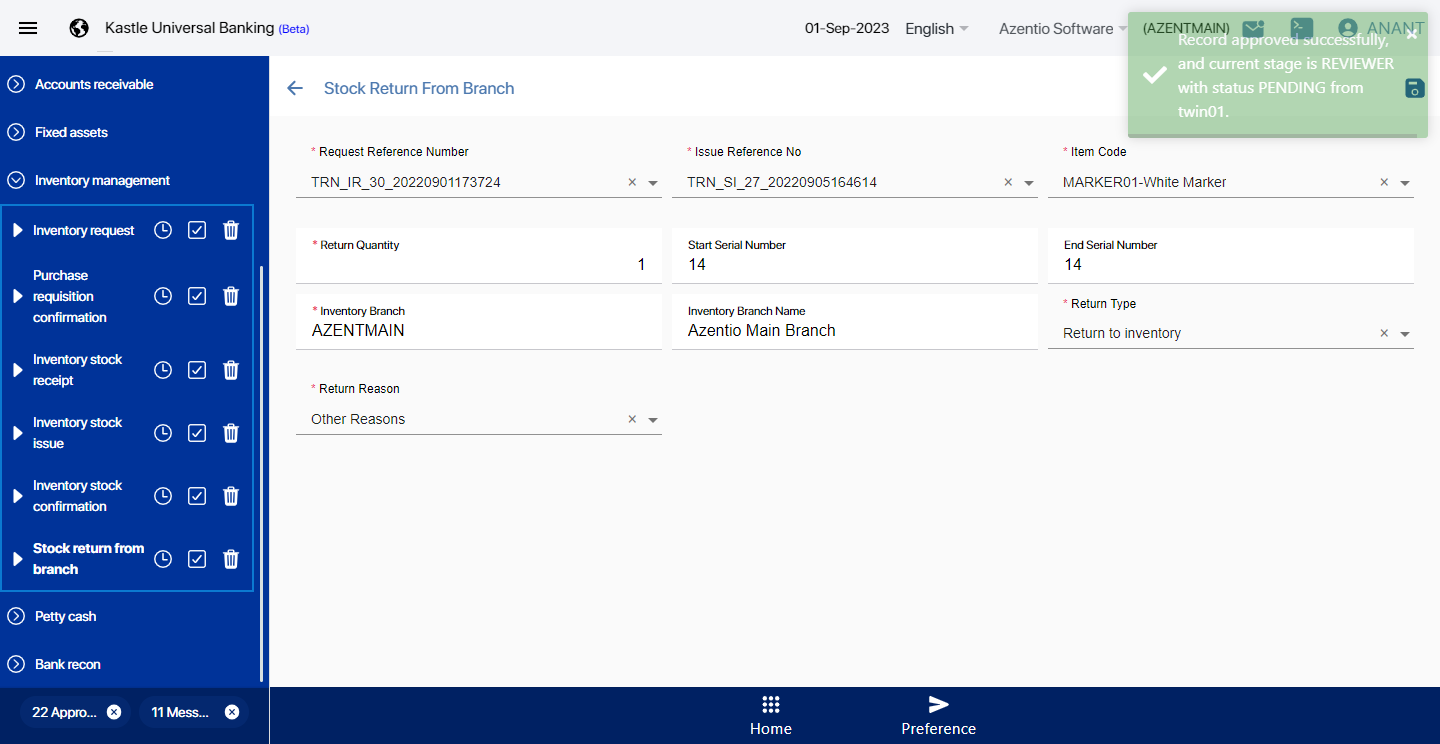 Kastle Universal Banking (Beta)
01-Sep-2023
English
Azentio Software
(AZENTMAIN)
ANANT
Record approved successfully,
and current stage is REVIEWER
with status PENDING from
twin01.
Accounts receivable
Fixed assets
Inventory management
Inventory request
Purchase
requisition
confirmation
Inventory stock
receipt
Inventory stock
issue
Inventory stock
confirmation
Stock return from
branch
Petty cash
Bank recon
22 Appro...
11 Mess...
Stock Return From Branch
* Request Reference Number
TRN_IR_30_20220901173724
* Issue Reference No
TRN_SI_27_20220905164614
* Item Code
MARKER01-White Marker
* Return Quantity
1
Start Serial Number
14
End Serial Number
14
* Inventory Branch
AZENTMAIN
Inventory Branch Name
Azentio Main Branch
* Return Type
Return to inventory
* Return Reason
Other Reasons
Home
Preference